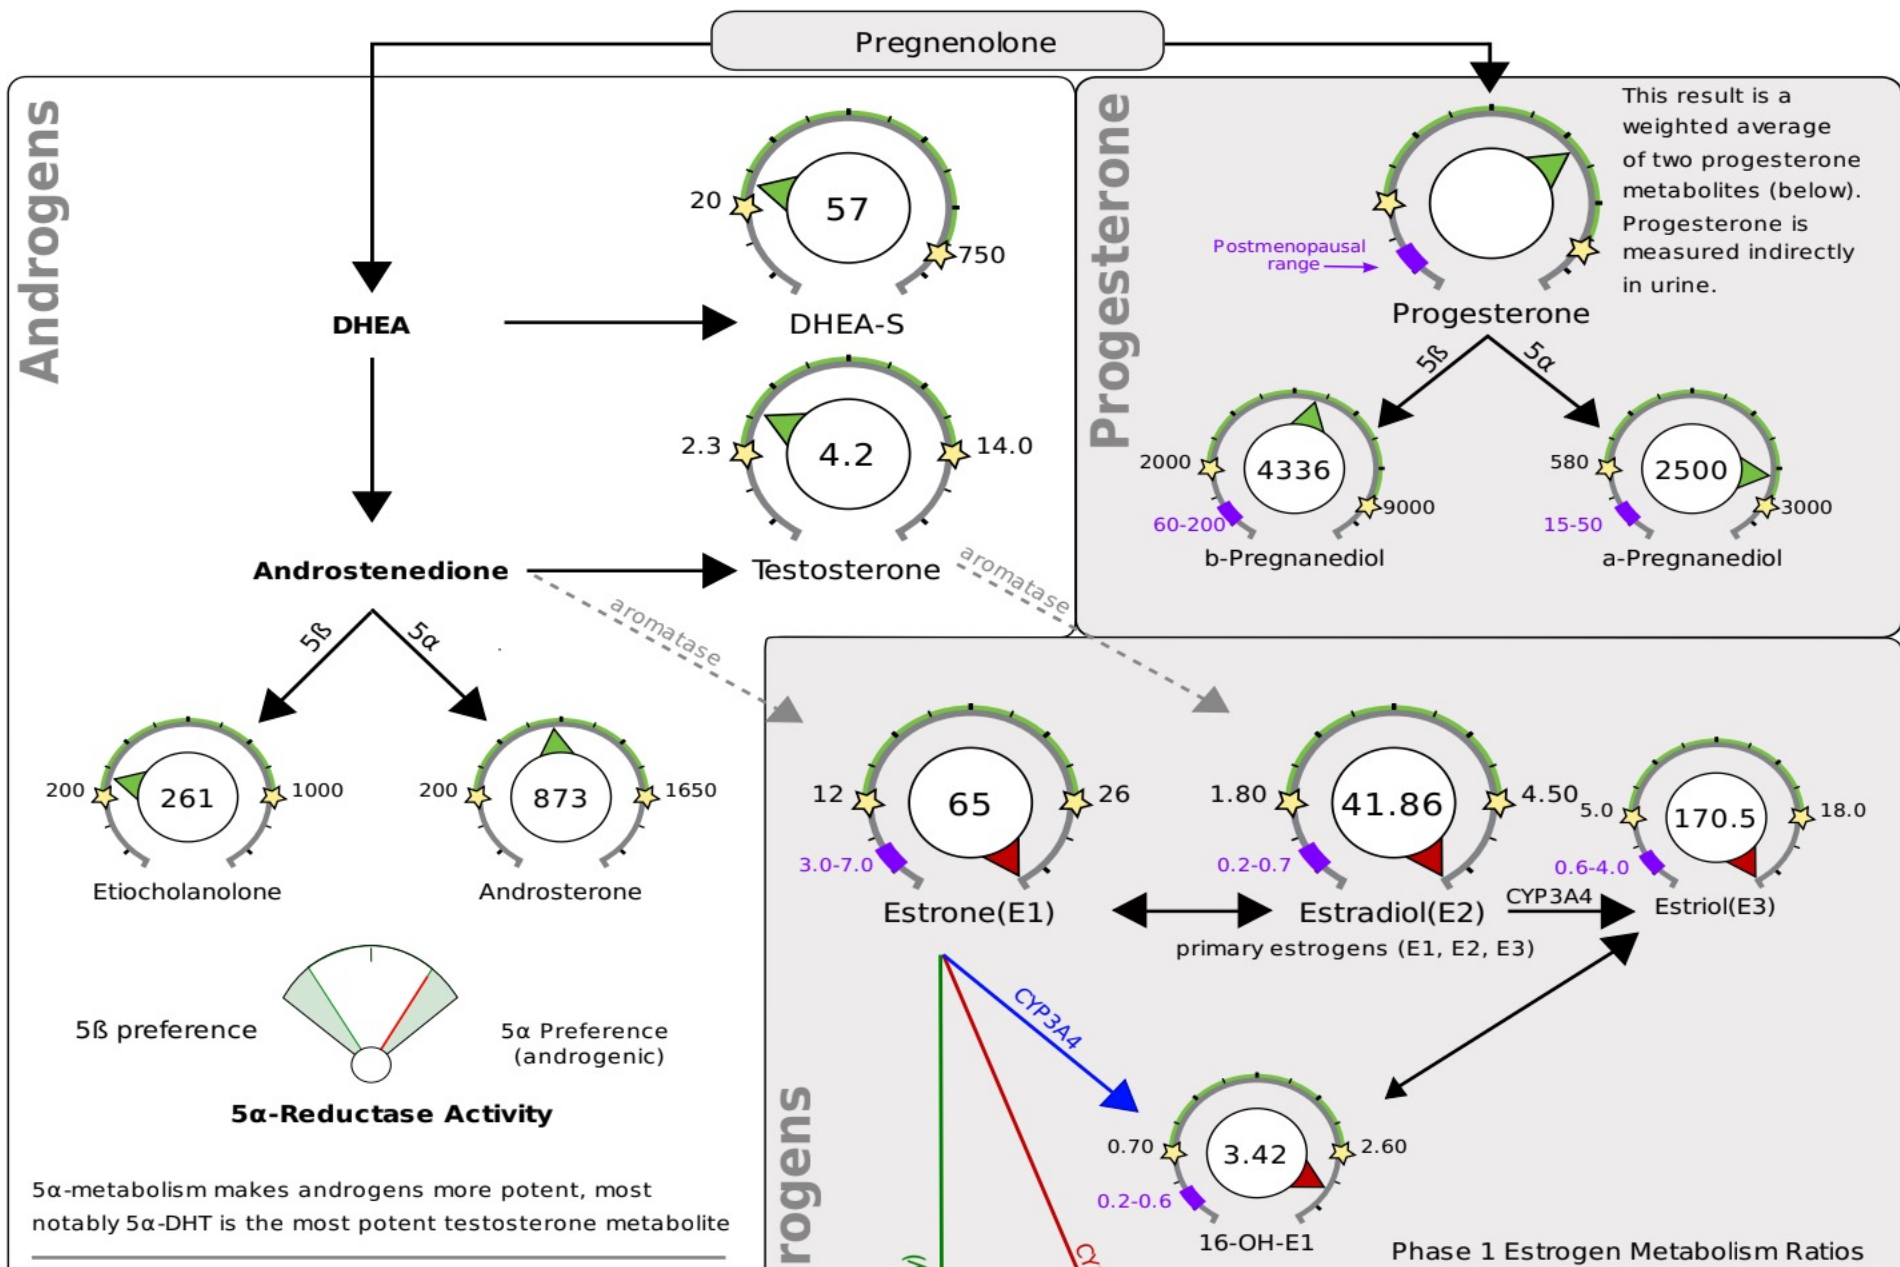 Pregnenolone
Androgens
20
57
750
DHEA-S
DHEA
2.3
4.2
14.0
Testosterone
Androstenedione
aromatase
aromatase
5ß
5α
200
261
1000
Etiocholanolone
200
873
1650
Androsterone
5ß preference
5α Preference
(androgenic)
5α-Reductase Activity
5α-metabolism makes androgens more potent, most
notably 5α-DHT is the most potent testosterone metabolite
Progesterone
This result is a
weighted average
of two progesterone
metabolites (below).
Progesterone is
measured indirectly
in urine.
Postmenopausal
range
Progesterone
5ß
5α
2000
4336
9000
60-200
b-Pregnanediol
580
2500
3000
15-50
a-Pregnanediol
12
65
26
3.0-7.0
Estrone(E1)
1.80
41.86
4.50
0.2-0.7
Estradiol(E2)
5.0
170.5
18.0
0.6-4.0
Estriol(E3)
CYP3A4
primary estrogens (E1, E2, E3)
CYP3A4
0.70
3.42
2.60
0.2-0.6
16-OH-E1
rogens
CY
Phase 1 Estrogen Metabolism Ratios